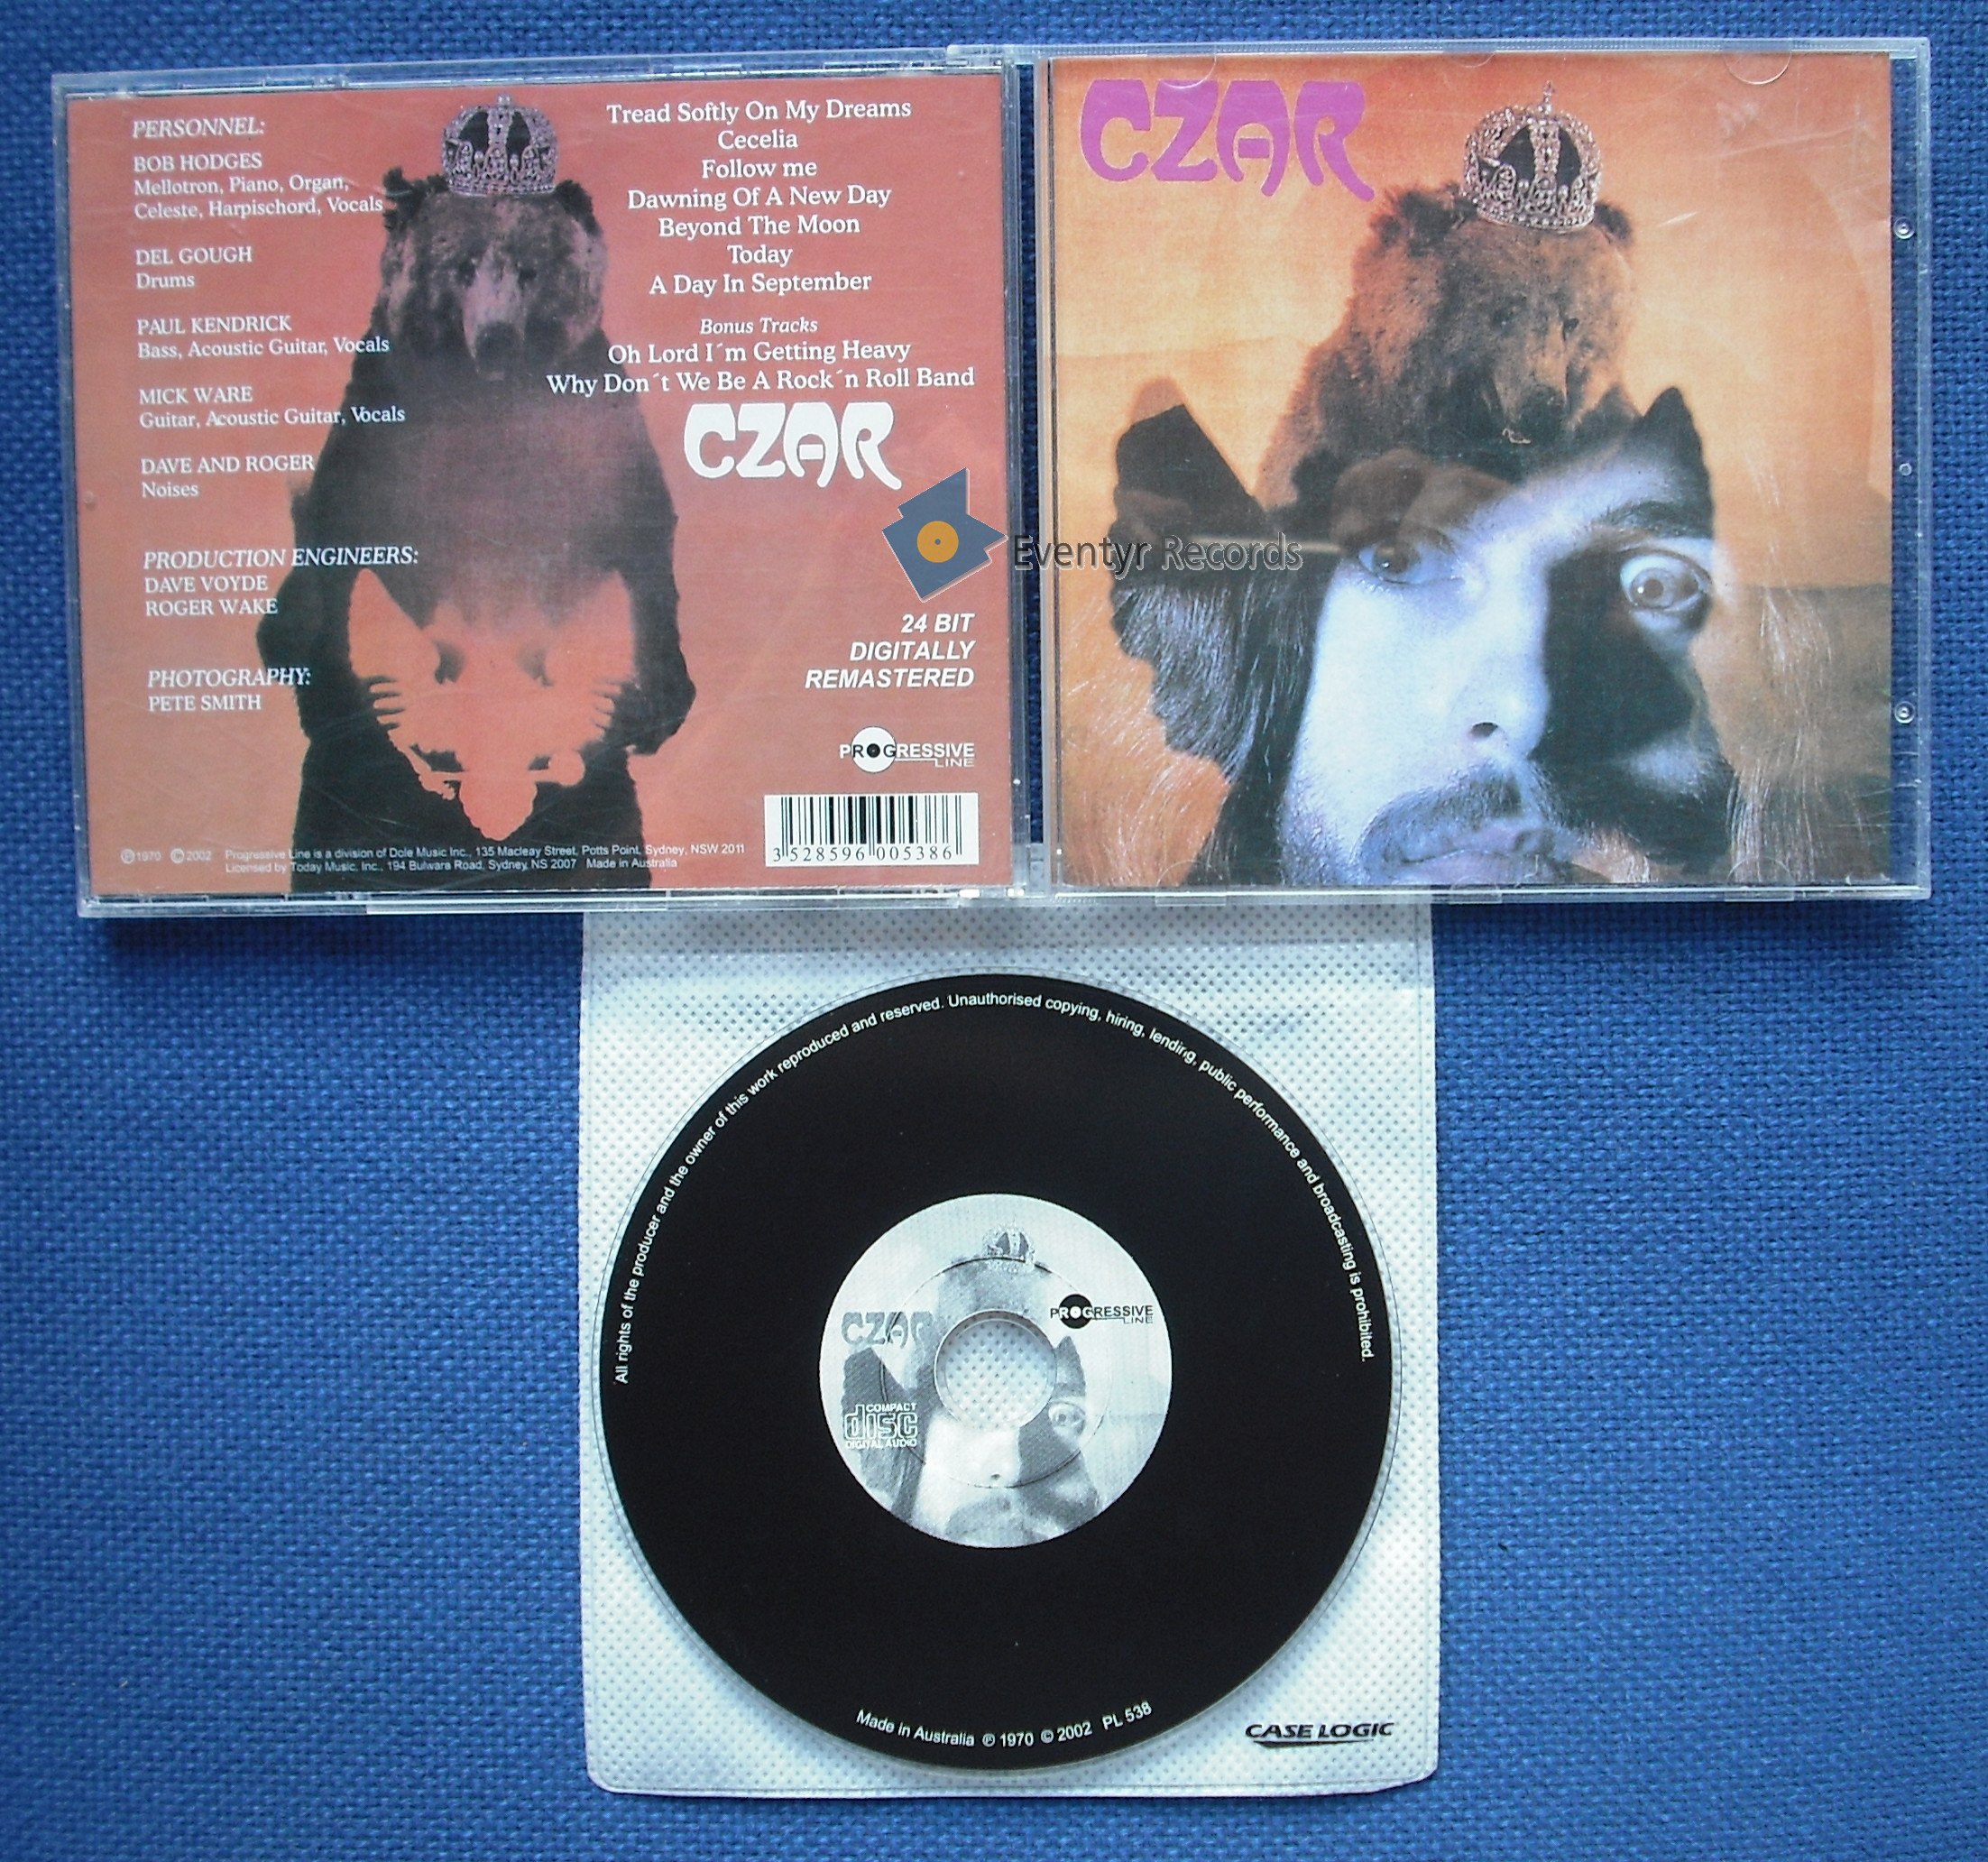 PERSONNEL:
BOB HODGES
Mellotron, Piano, Organ,
Celeste, Harpischord, Vocals
DEL GOUGH
Drums
PAUL KENDRICK
Bass, Acoustic Guitar, Vocals
MICK WARE
Guitar, Acoustic Guitar, Vocals
DAVE AND ROGER
Noises
PRODUCTION ENGINEERS:
DAVE VOYDE
ROGER WAKE
PHOTOGRAPHY:
PETE SMITH
Tread Softly On My Dreams
Cecelia
Follow me
Dawning Of A New Day
Beyond The Moon
Today
A Day In September
Bonus Tracks
Oh Lord I´m Getting Heavy
Why Don´t We Be A Rock´n Roll Band
CZAR
24 BIT
DIGITALLY
REMASTERED
PROGRESSIVE
LINE
3 528596 005386
℗1970 ©2002 Progressive Line is a division of Dole Music Inc., 135 Macleay Street, Potts Point, Sydney, NSW 2011
Licensed by Today Music, Inc., 194 Bulwara Road, Sydney, NS 2007 Made in Australia
CZAR
Eventyr Records
All rights of the producer and the owner of this work reproduced and reserved. Unauthorised copying, hiring, lending, public performance and broadcasting is prohibited.
CZAR
PROGRESSIVE
LINE
COMPACT
disc
DIGITAL AUDIO
Made in Australia ℗ 1970 © 2002 PL 538
CASE LOGIC